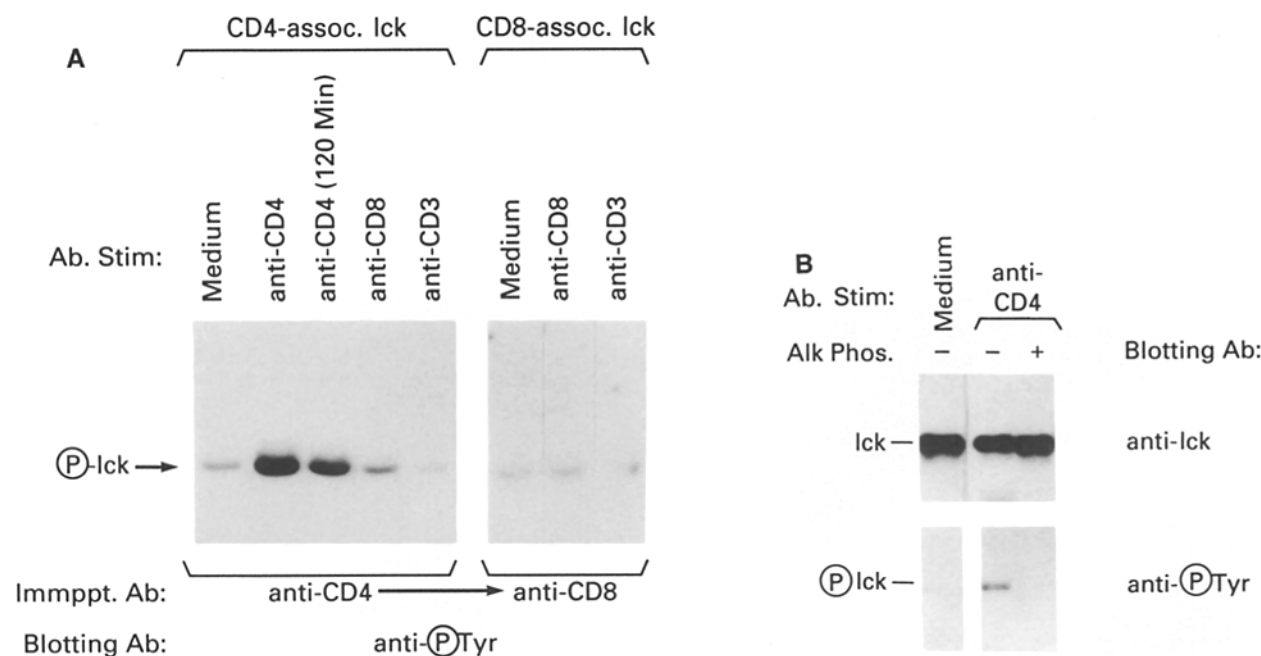 A
CD4-assoc. lck
CD8-assoc. lck
Ab. Stim:
Medium
anti-CD4
anti-CD4 (120 Min)
anti-CD8
anti-CD3
Medium
anti-CD8
anti-CD3
Ⓟ-lck
Immppt. Ab:
anti-CD4
anti-CD8
Blotting Ab:
anti-ⓅTyr
B
Ab. Stim:
Medium
anti-
CD4
Alk Phos.
– – +
Blotting Ab:
lck
anti-lck
Ⓟlck
anti-ⓅTyr